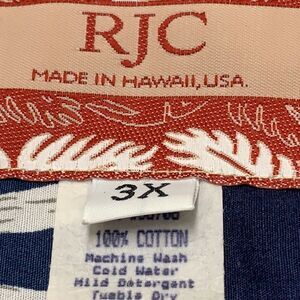 RJC
MADE IN HAWAII, USA.
3X
100% COTTON
Machine Wash
Cold Water
Mild Detergent
Tumble Dry